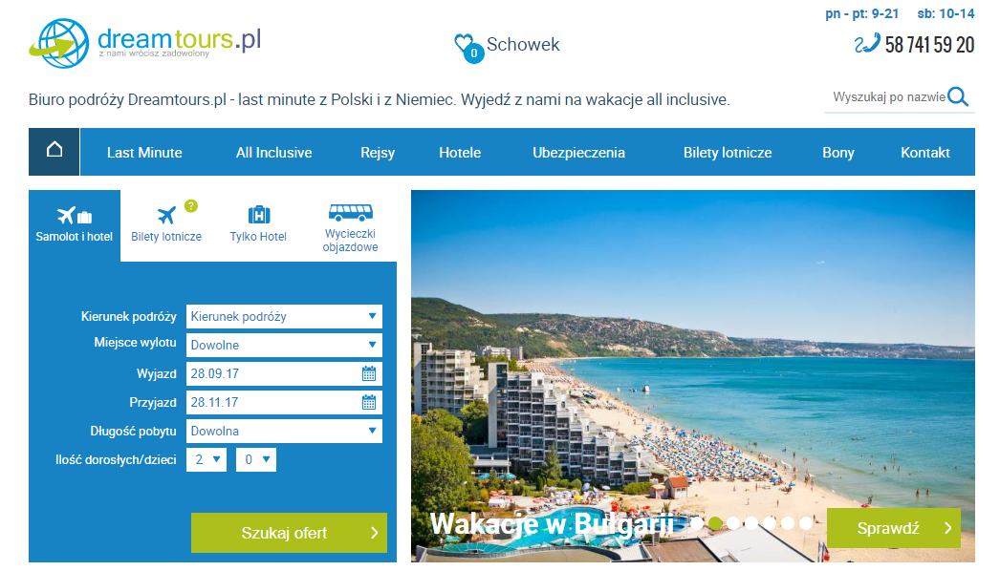 pn - pt: 9-21 sb: 10-14
dreamtours.pl
z nami wrócisz zadowolony
0 Schowek
58 741 59 20
Biuro podróży Dreamtours.pl - last minute z Polski i z Niemiec. Wyjedź z nami na wakacje all inclusive.
Wyszukaj po nazwie
Last Minute All Inclusive Rejsy Hotele Ubezpieczenia Bilety lotnicze Bony Kontakt
?
H
Samolot i hotel Bilety lotnicze Tylko Hotel Wycieczki
objazdowe
Kierunek podróży Kierunek podróży
Miejsce wylotu Dowolne
Wyjazd 28.09.17
Przyjazd 28.11.17
Długość pobytu Dowolna
Ilość dorosłych/dzieci 2 0
Szukaj ofert
Wakacje w Bułgarii
Sprawdź